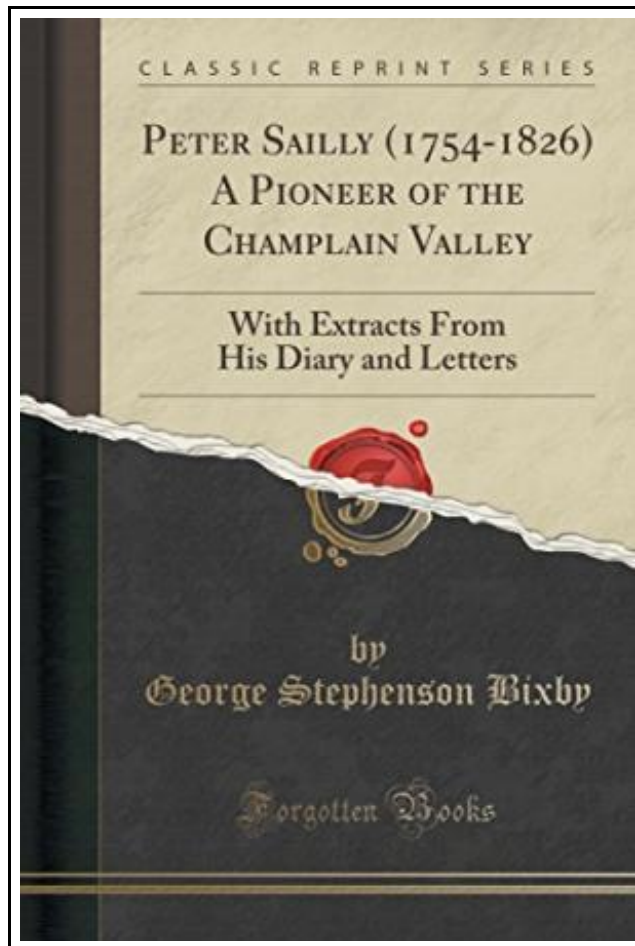 CLASSIC REPRINT SERIES
PETER SAILLY (1754-1826)
A PIONEER OF THE
CHAMPLAIN VALLEY
With Extracts From
His Diary and Letters
by
George Stephenson Bixby
Forgotten Books